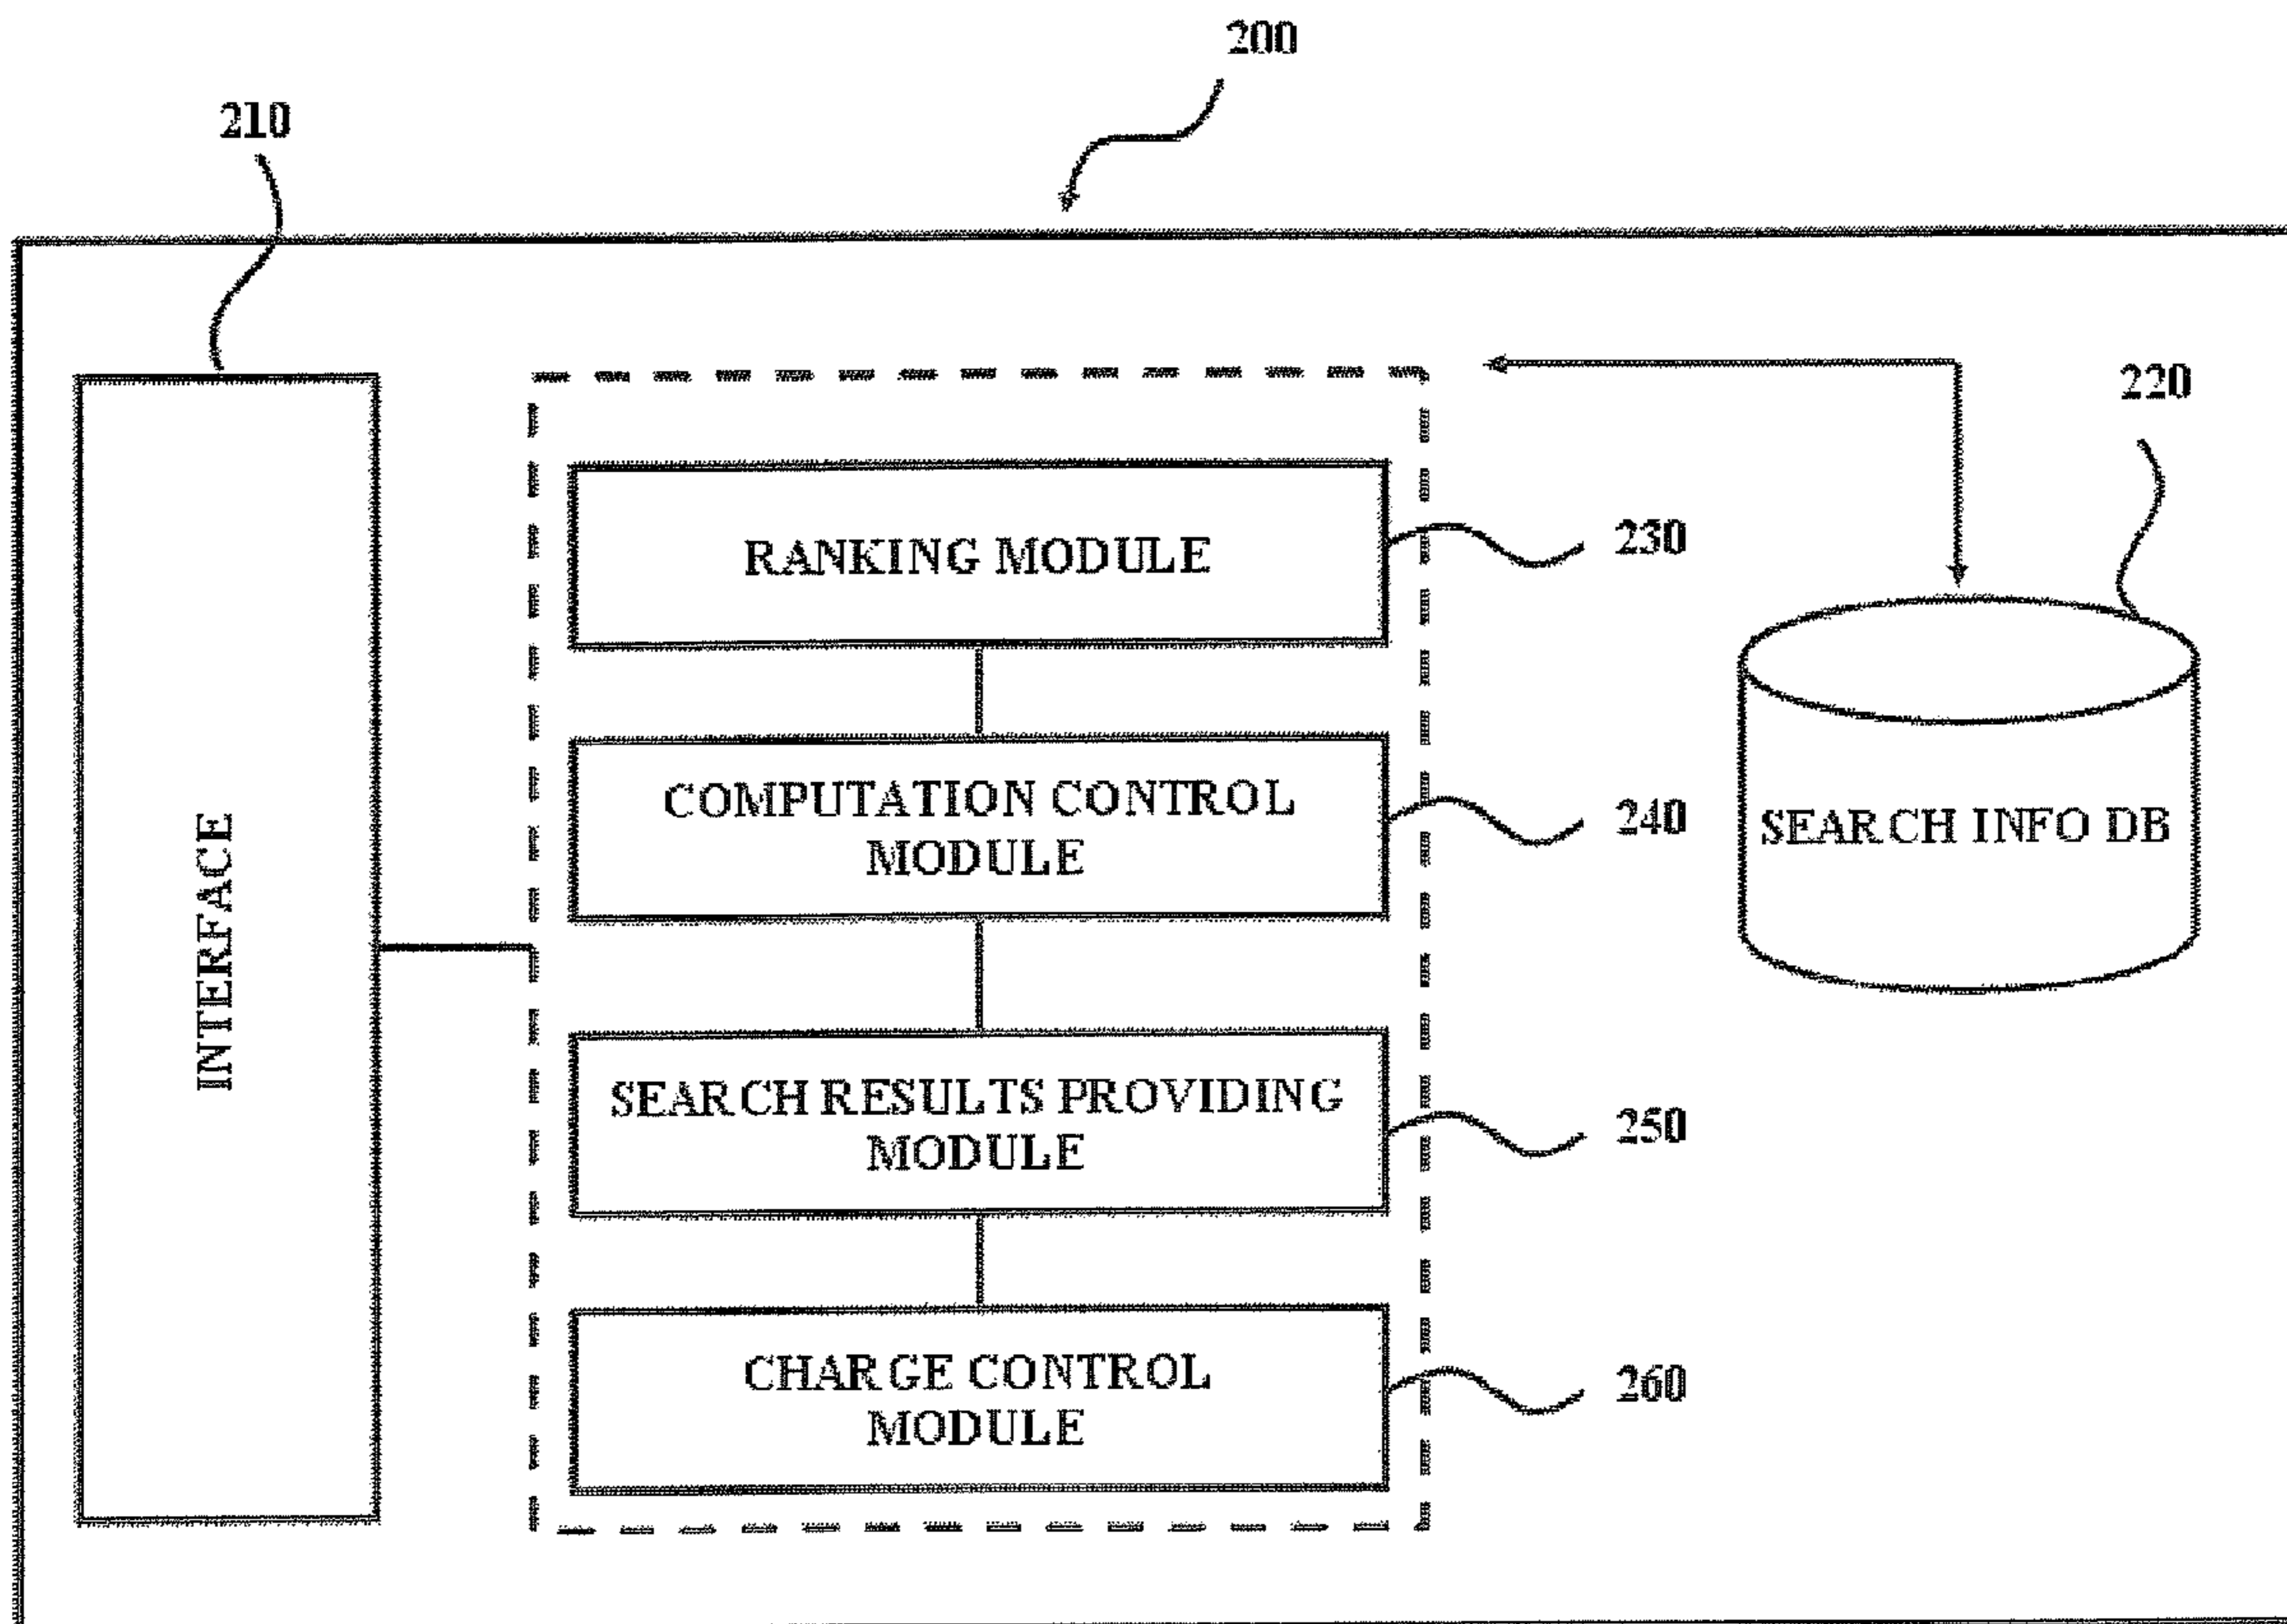 200
210
220
RANKING MODULE
230
COMPUTATION CONTROL
MODULE
240
SEARCH INFO DB
INTERFACE
SEARCH RESULTS PROVIDING
MODULE
250
CHARGE CONTROL
MODULE
260